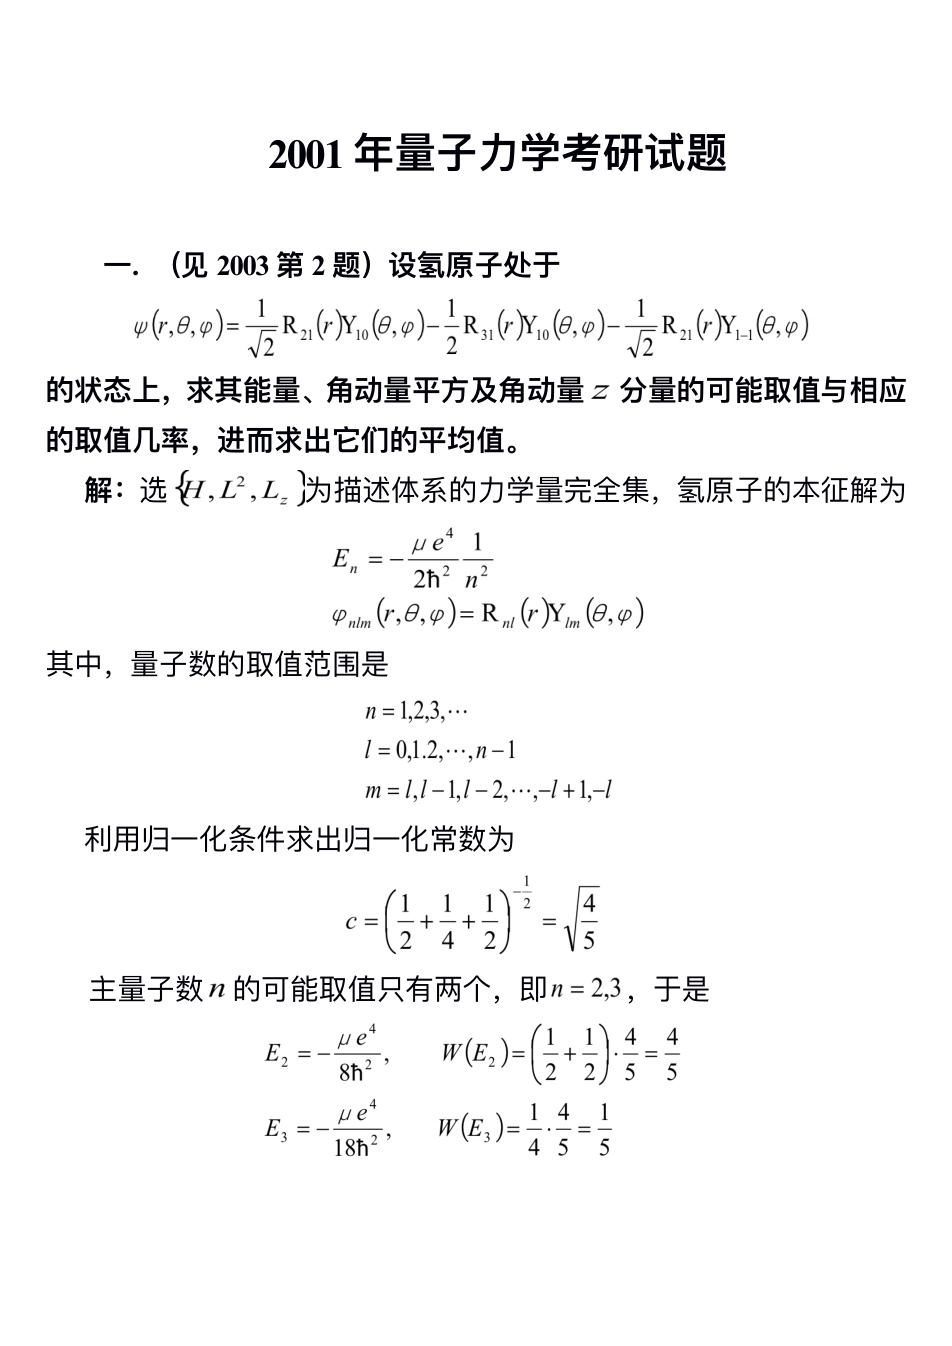 2001 年量子力学考研试题
一.（见 2003 第 2 题）设氢原子处于
ψ(r,θ,φ)= 1/√2 R₂₁(r)Y₁₀(θ,φ)− 1/2 R₃₁(r)Y₁₀(θ,φ)− 1/√2 R₂₁(r)Y₁₋₁(θ,φ)
的状态上，求其能量、角动量平方及角动量 z 分量的可能取值与相应
的取值几率，进而求出它们的平均值。
解：选 {H, L², L_z} 为描述体系的力学量完全集，氢原子的本征解为
E_n = − μe⁴/2ħ² 1/n²
φ_nlm(r,θ,φ)= R_nl(r)Y_lm(θ,φ)
其中，量子数的取值范围是
n = 1,2,3,⋯
l = 0,1.2,⋯, n −1
m = l,l −1,l − 2,⋯,−l +1,−l
利用归一化条件求出归一化常数为
c = (1/2 + 1/4 + 1/2)^(−1/2) = √(4/5)
主量子数 n 的可能取值只有两个，即 n = 2,3，于是
E₂ = − μe⁴/8ħ², W(E₂)= (1/2 + 1/2)· 4/5 = 4/5
E₃ = − μe⁴/18ħ², W(E₃)= 1/4 · 4/5 = 1/5